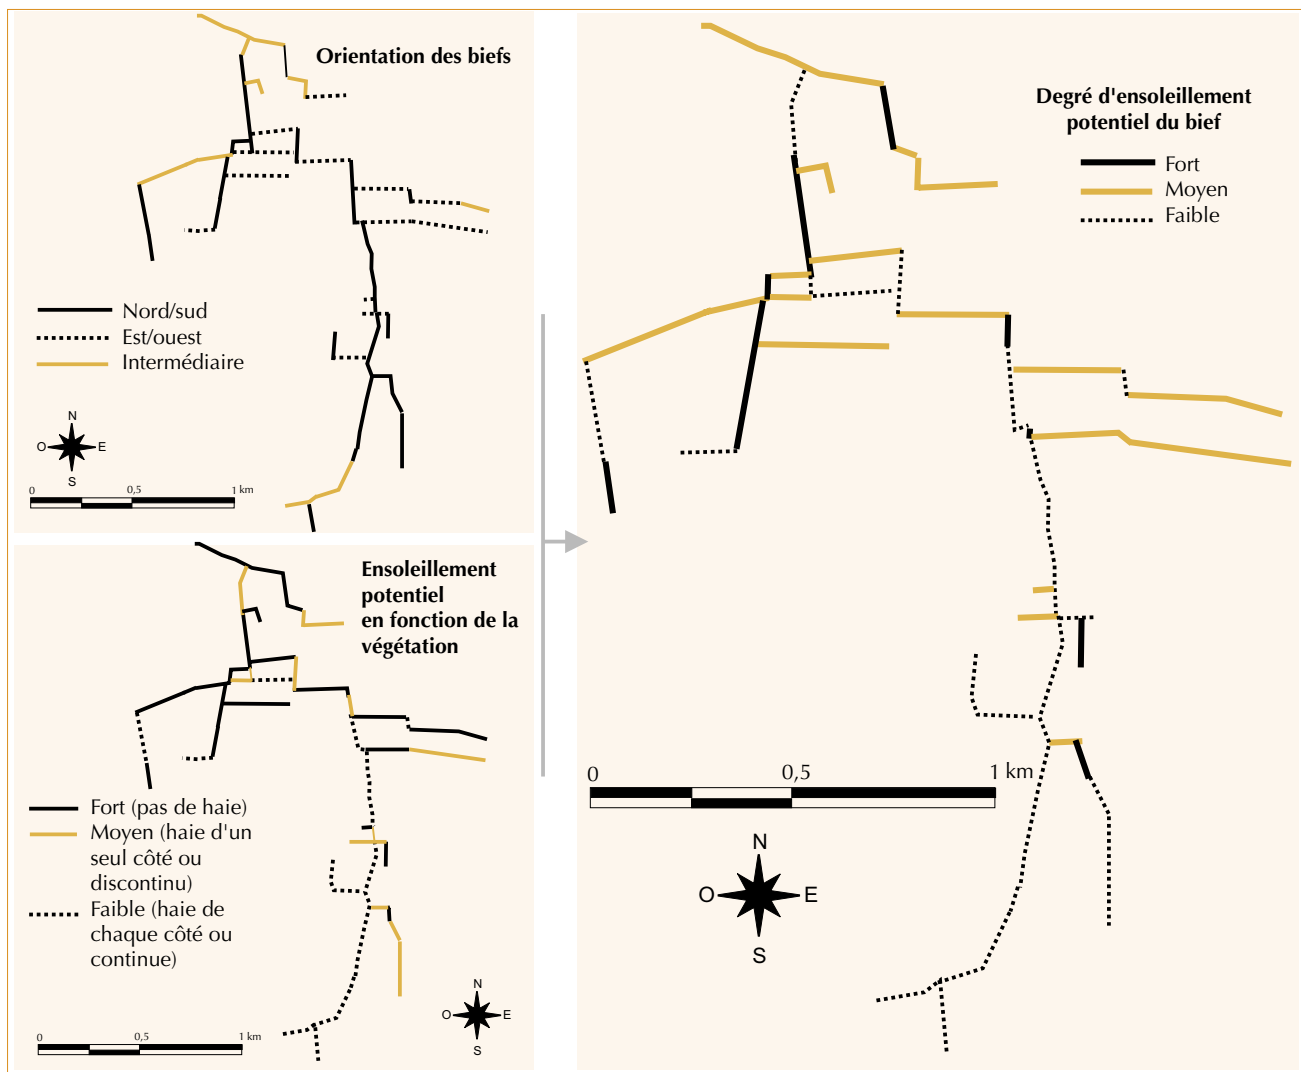 Orientation des biefs
Nord/sud
Est/ouest
Intermédiaire
N
O
E
S
0
0,5
1 km
Ensoleillement
potentiel
en fonction de la
végétation
Fort (pas de haie)
Moyen (haie d'un
seul côté ou
discontinu)
Faible (haie de
chaque côté ou
continue)
N
O
E
S
0
0,5
1 km
Degré d'ensoleillement
potentiel du bief
Fort
Moyen
Faible
0
0,5
1 km
N
O
E
S